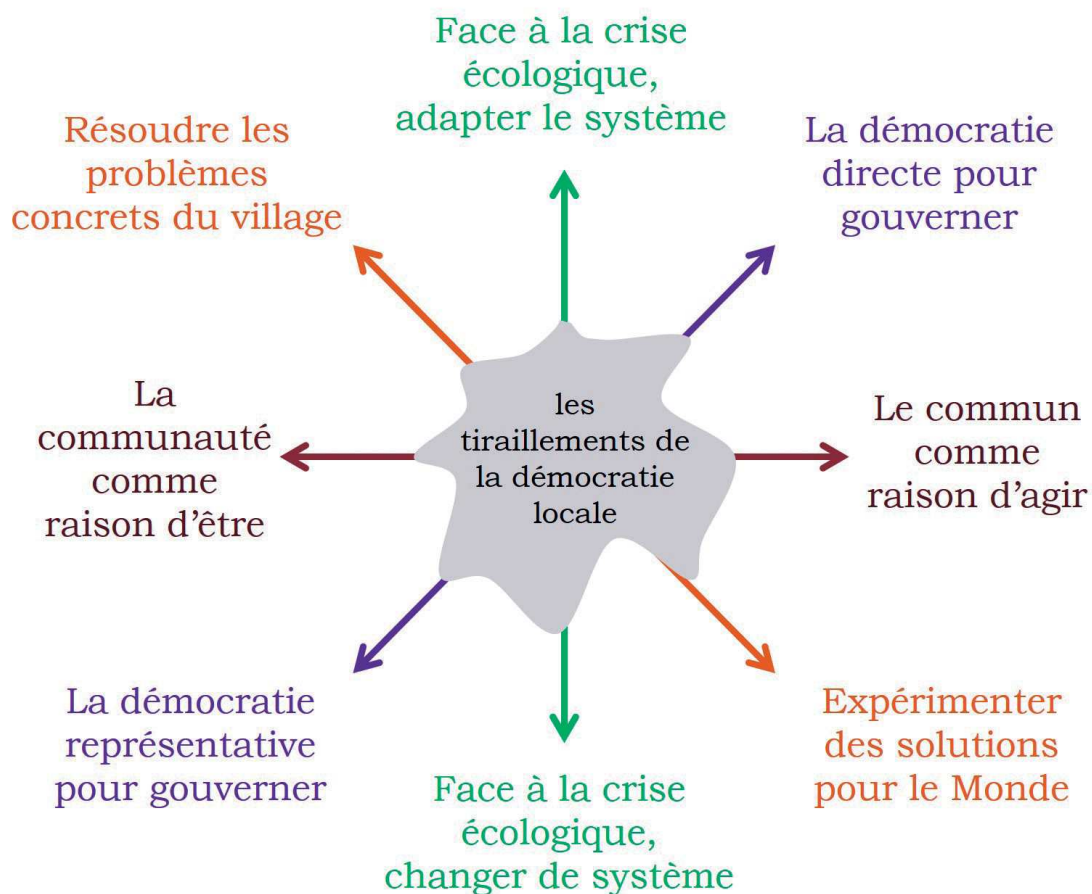 Face à la crise
écologique,
adapter le système
Résoudre les
problèmes
concrets du village
La démocratie
directe pour
gouverner
La
communauté
comme
raison d'être
les
tiraillements de
la démocratie
locale
Le commun
comme
raison d'agir
La démocratie
représentative
pour gouverner
Face à la crise
écologique,
changer de système
Expérimenter
des solutions
pour le Monde